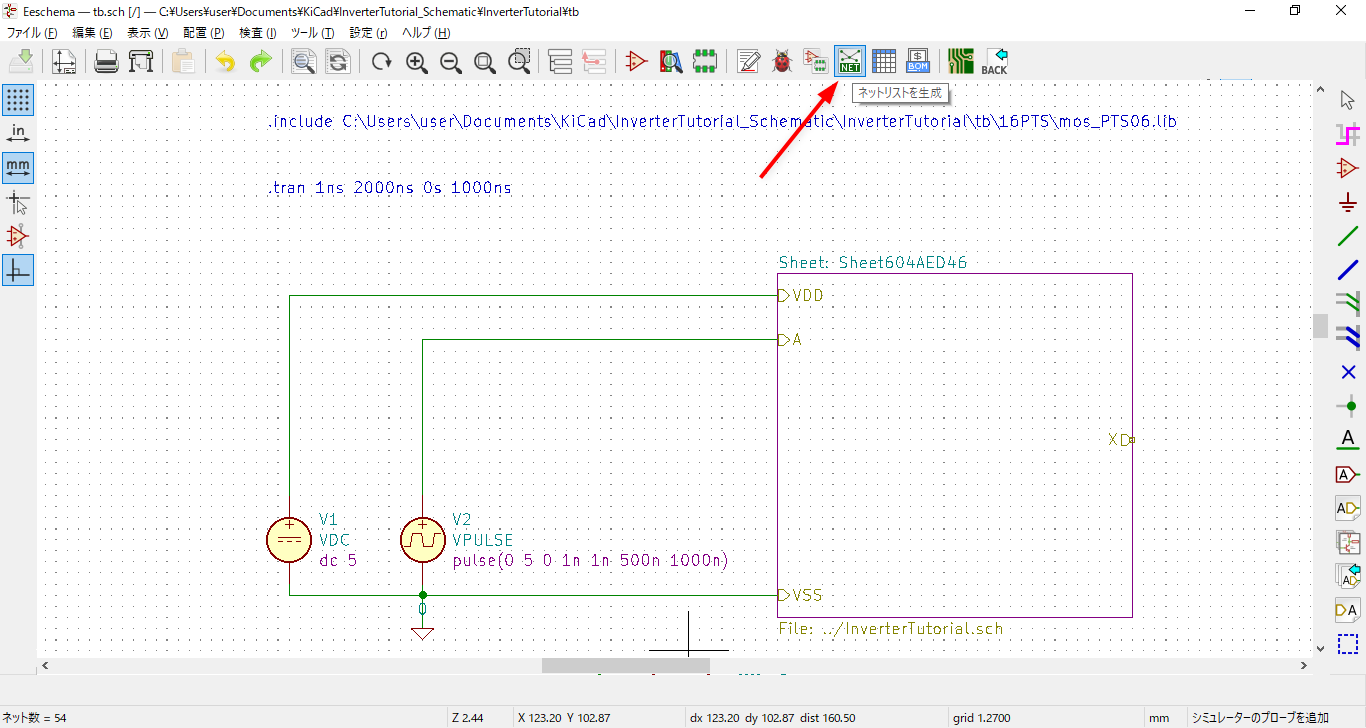 Eeschema — tb.sch [/] — C:¥Users¥user¥Documents¥KiCad¥InverterTutorial_Schematic¥InverterTutorial¥tb
ファイル (F) 編集 (E) 表示 (V) 配置 (P) 検査 (I) ツール (T) 設定 (r) ヘルプ (H)
NET
$
BOM
BACK
ネットリストを生成
in
mm
.include C:\Users\user\Documents\KiCad\InverterTutorial_Schematic\InverterTutorial\tb\16PTS\mos_PTS06.lib
.tran 1ns 2000ns 0s 1000ns
Sheet: Sheet604AED46
VDD
A
X
V1
VDC
dc 5
V2
VPULSE
pulse(0 5 0 1n 1n 500n 1000n)
VSS
0
File: ../InverterTutorial.sch
A
A
AD
AD
DA
ネット数 = 54
Z 2.44
X 123.20 Y 102.87
dx 123.20 dy 102.87 dist 160.50
grid 1.2700
mm
シミュレーターのプローブを追加